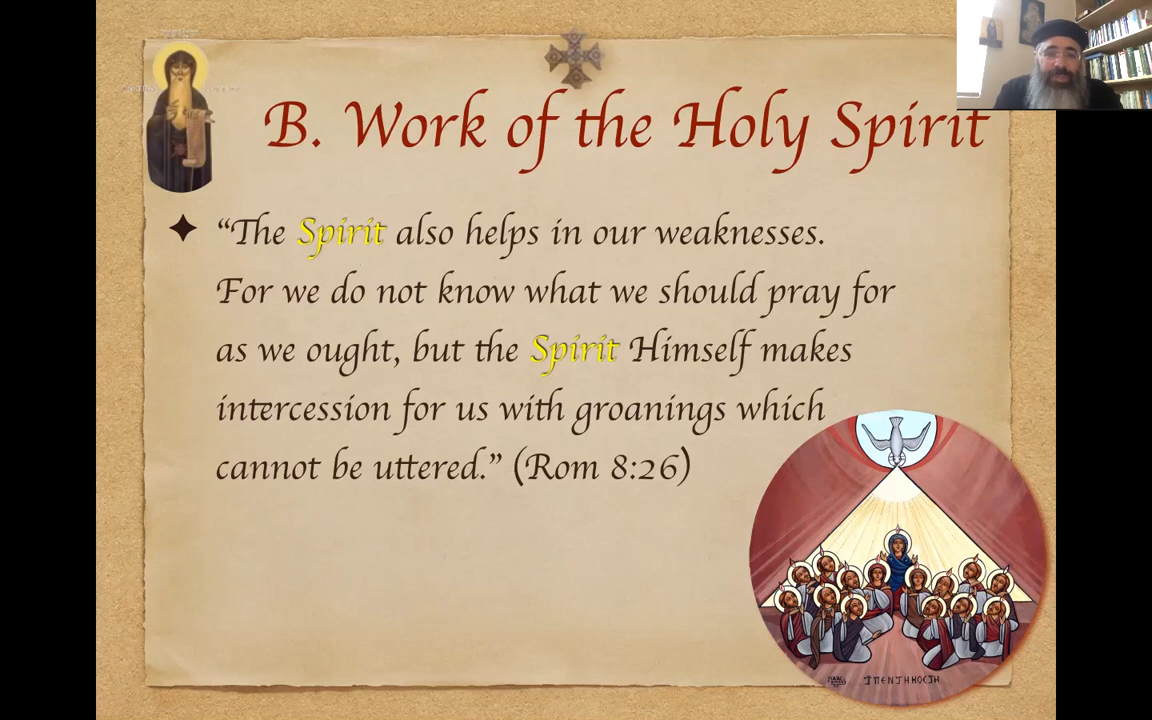 B. Work of the Holy Spirit
“The Spirit also helps in our weaknesses.
For we do not know what we should pray for
as we ought, but the Spirit Himself makes
intercession for us with groanings which
cannot be uttered.” (Rom 8:26)